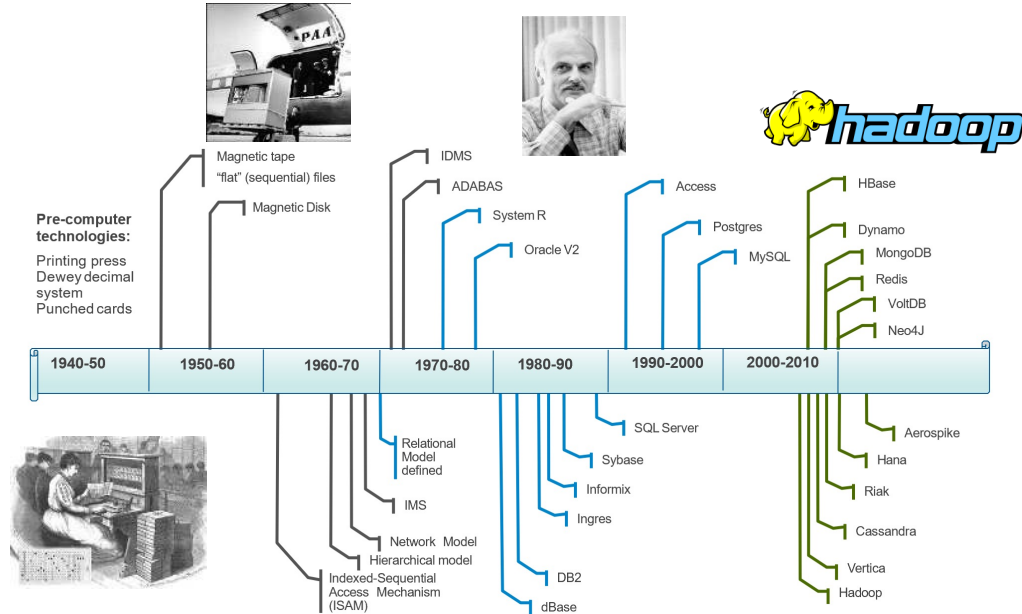 PAA
hadoop
Magnetic tape
“flat” (sequential) files
Magnetic Disk
IDMS
ADABAS
System R
Oracle V2
Access
Postgres
MySQL
HBase
Dynamo
MongoDB
Redis
VoltDB
Neo4J
Pre-computer
technologies:
Printing press
Dewey decimal
system
Punched cards
1940-50
1950-60
1960-70
1970-80
1980-90
1990-2000
2000-2010
Relational
Model
defined
IMS
Network Model
Hierarchical model
Indexed-Sequential
Access Mechanism
(ISAM)
SQL Server
Sybase
Informix
Ingres
DB2
dBase
Aerospike
Hana
Riak
Cassandra
Vertica
Hadoop